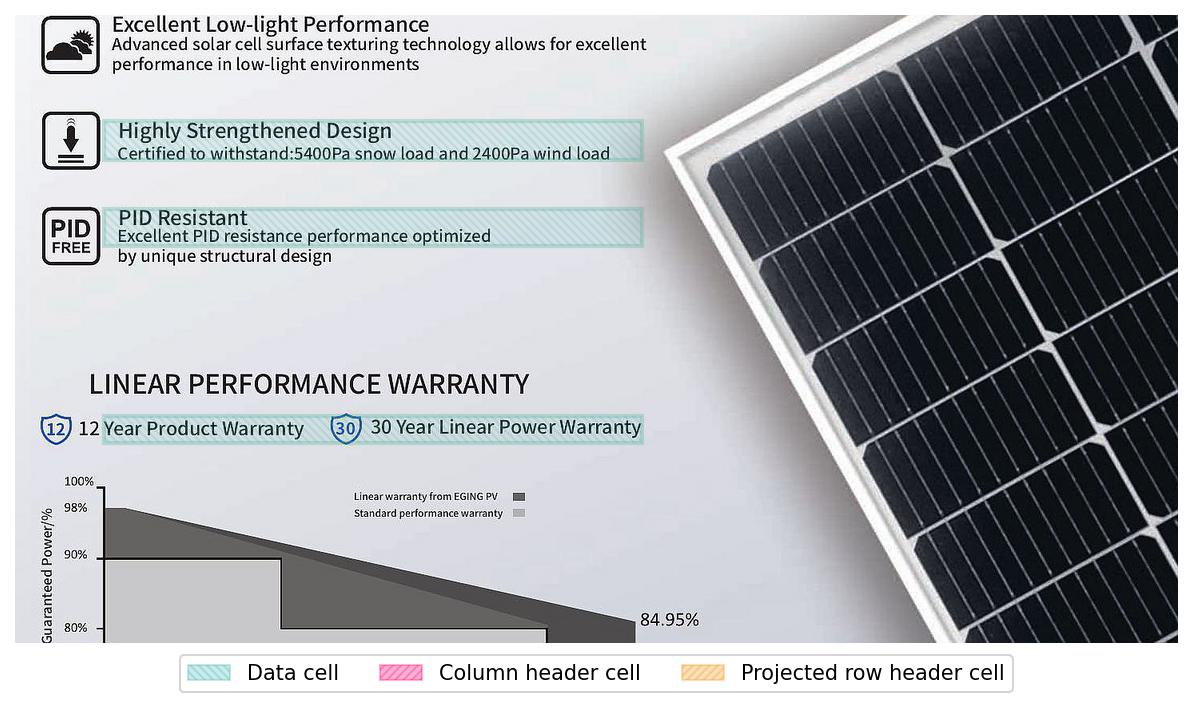 Excellent Low-light Performance
Advanced solar cell surface texturing technology allows for excellent
performance in low-light environments
Highly Strengthened Design
Certified to withstand:5400Pa snow load and 2400Pa wind load
PID
FREE
PID Resistant
Excellent PID resistance performance optimized
by unique structural design
LINEAR PERFORMANCE WARRANTY
12 12 Year Product Warranty 30 30 Year Linear Power Warranty
100%
98%
90%
80%
Guaranteed Power/%
Linear warranty from EGING PV
Standard performance warranty
84.95%
Data cell Column header cell Projected row header cell